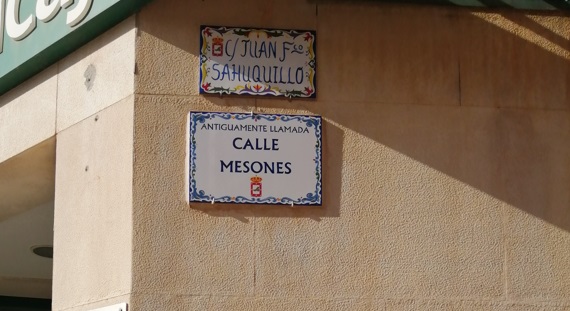 C/ JUAN Fco
SAHUQUILLO
ANTIGUAMENTE LLAMADA
CALLE
MESONES